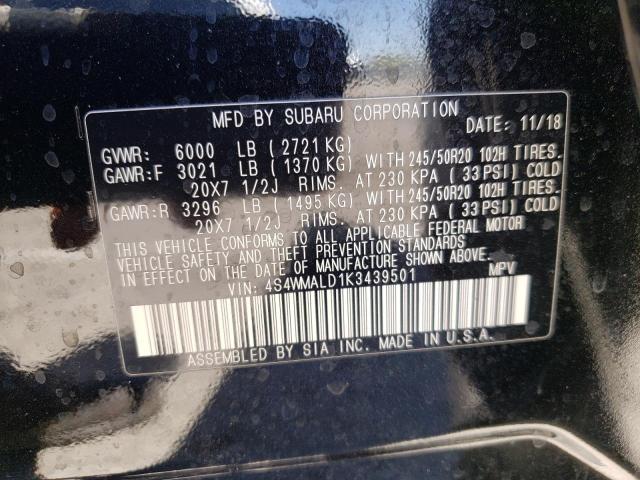 MFD BY SUBARU CORPORATION
DATE: 11/18
GVWR: 6000 LB (2721 KG)
GAWR:F 3021 LB (1370 KG) WITH 245/50R20 102H TIRES.
20X7 1/2J RIMS. AT 230 KPA (33 PSI) COLD
GAWR:R 3296 LB (1495 KG) WITH 245/50R20 102H TIRES.
20X7 1/2J RIMS. AT 230 KPA (33 PSI) COLD
THIS VEHICLE CONFORMS TO ALL APPLICABLE FEDERAL MOTOR
VEHICLE SAFETY AND THEFT PREVENTION STANDARDS
IN EFFECT ON THE DATE OF MANUFACTURE SHOWN ABOVE.
VIN: 4S4WMALD1K3439501 MPV
ASSEMBLED BY SIA INC. MADE IN U.S.A.